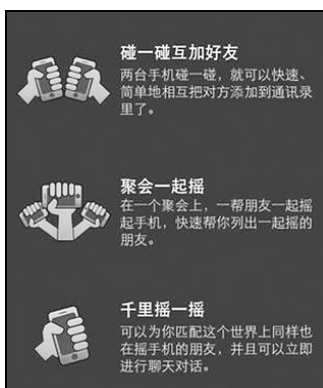 碰一碰互加好友
两台手机碰一碰，就可以快速、
简单地相互把对方添加到通讯录
里了。
聚会一起摇
在一个聚会上，一帮朋友一起摇
起手机，快速帮你列出一起摇的
朋友。
千里摇一摇
可以为你匹配这个世界上同样也
在摇手机的朋友，并且可以立即
进行聊天对话。